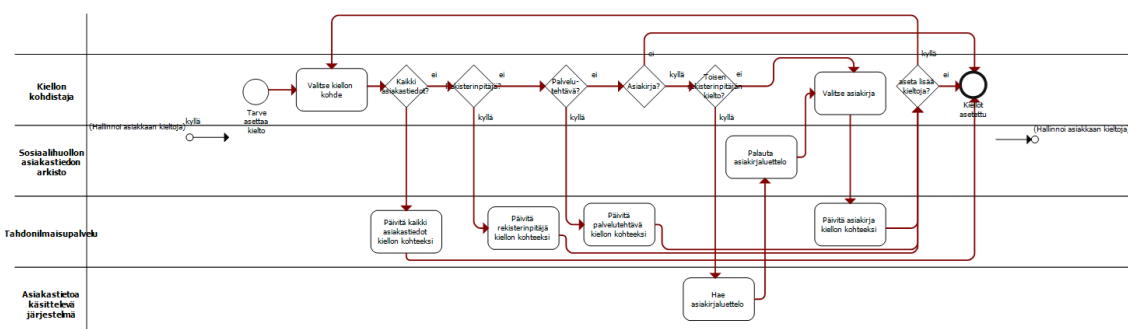 kyllä
ei
Kiellon
kohdistaja
Valitse kiellon
kohde
Kaikki
asiakastiedot?
ei
Rekisterinpitäjä?
ei
Palvelu-
tehtävä?
ei
Asiakirja?
kyllä
Toisen
rekisterinpitäjän
kielto?
ei
Valitse asiakirja
aseta lisää
kieltoja?
ei
Kiellot
asetettu
Tarve
asettaa
kielto
kyllä
kyllä
kyllä
kyllä
kyllä
(Hallinnoi asiakkaan kieltoja)
(Hallinnoi asiakkaan kieltoja)
Sosiaalihuollon
asiakastiedon
arkisto
Palauta
asiakirjaluettelo
Tahdonilmaisupalvelu
Päivitä kaikki
asiakastiedot
kiellon kohteeksi
Päivitä
rekisterinpitäjä
kiellon kohteeksi
Päivitä
palvelutehtävä
kiellon kohteeksi
Päivitä asiakirja
kiellon kohteeksi
Asiakastietoa
käsittelevä
järjestelmä
Hae
asiakirjaluettelo